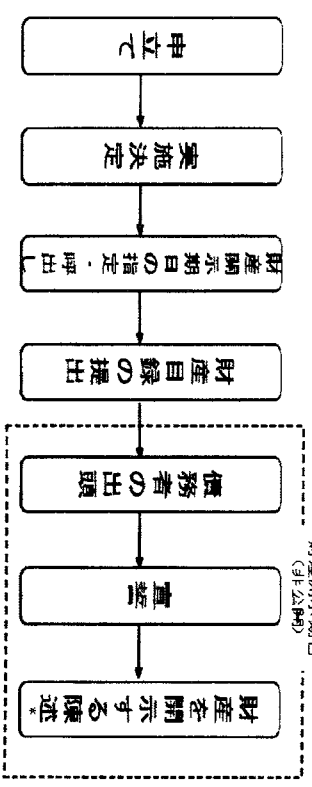 申立て
実施決定
財産開示期日の指定・呼出し
財産目録の提出
債務者の出頭
宣誓
財産を開示する陳述*
(非公開)